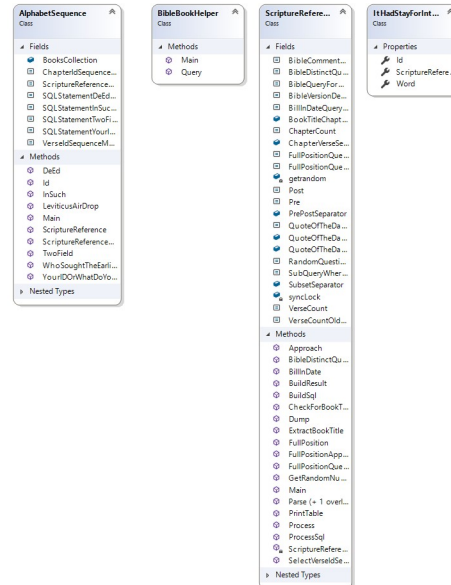 AlphabetSequence
Class
Fields
BooksCollection
ChapterIdSequence...
ScriptureReference...
SQLStatementDeEd...
SQLStatementInSuc...
SQLStatementTwoFi...
SQLStatementYourI...
VerseIdSequenceM...
Methods
DeEd
Id
InSuch
LeviticusAirDrop
Main
ScriptureReference
ScriptureReference...
TwoField
WhoSoughtTheEarli...
YourIDOrWhatDoYo...
Nested Types
BibleBookHelper
Class
Methods
Main
Query
ScriptureRefere...
Class
Fields
BibleComment...
BibleDistinctQu...
BibleQueryFor...
BibleVersionDe...
BillInDateQuery...
BookTitleChapt...
ChapterCount
ChapterVerseSe...
FullPositionQue...
FullPositionQue...
getrandom
Post
Pre
PrePostSeparator
QuoteOfTheDa...
QuoteOfTheDa...
QuoteOfTheDa...
RandomQuesti...
SubQueryWher...
SubsetSeparator
syncLock
VerseCount
VerseCountOld...
Methods
Approach
BibleDistinctQu...
BillInDate
BuildResult
BuildSql
CheckForBookT...
Dump
ExtractBookTitle
FullPosition
FullPositionApp...
FullPositionQue...
GetRandomNu...
Main
Parse (+ 1 overl...
PrintTable
Process
ProcessSql
ScriptureRefere...
SelectVerseIdSe...
Nested Types
ItHadStayForInt...
Class
Properties
Id
ScriptureRefere...
Word